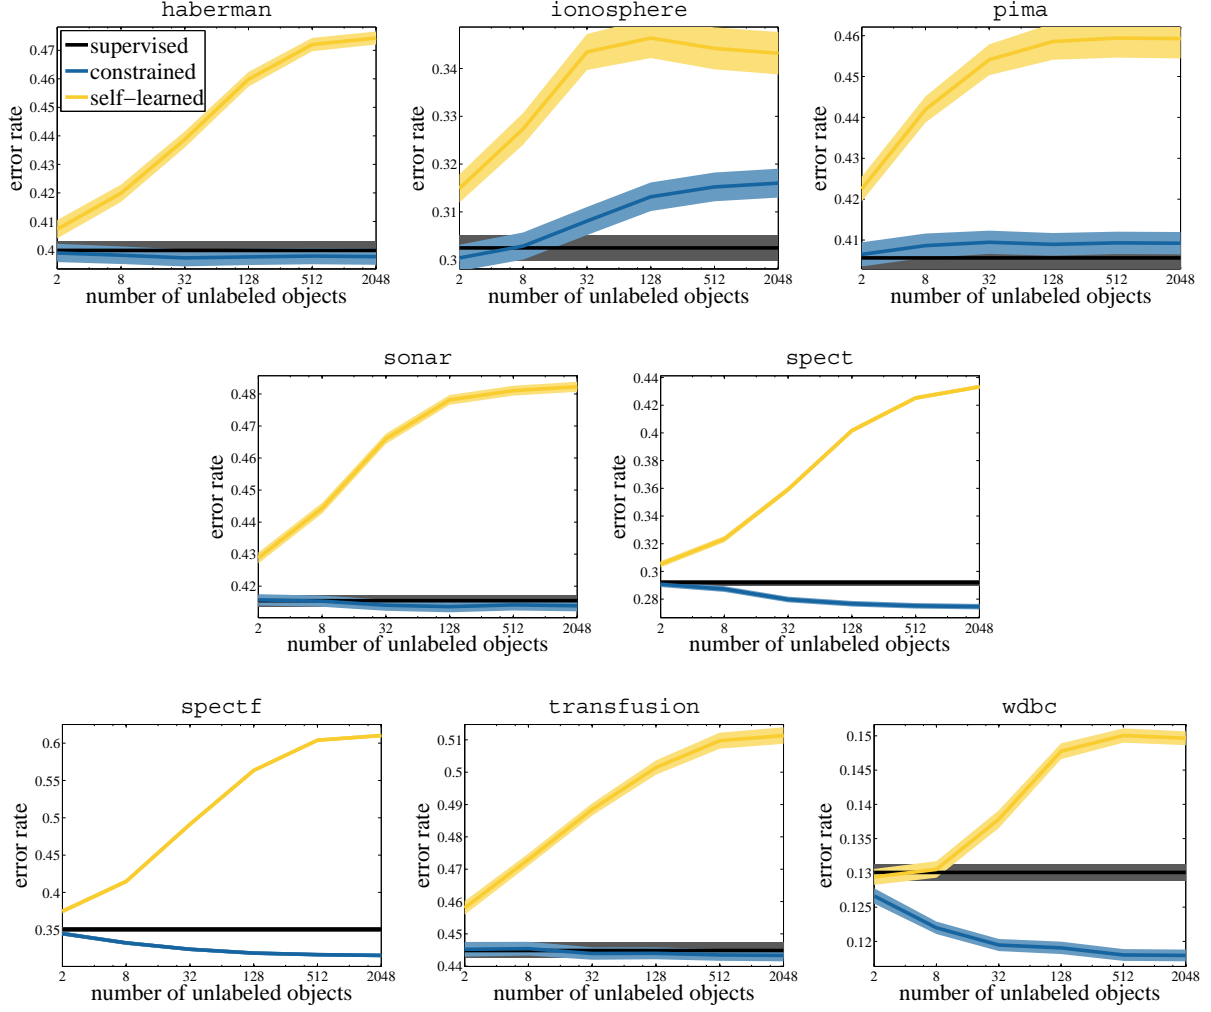 haberman
0.47
0.46
0.45
0.44
0.43
0.42
0.41
0.4
error rate
supervised
constrained
self-learned
2 8 32 128 512 2048
number of unlabeled objects
ionosphere
0.34
0.33
0.32
0.31
0.3
error rate
2 8 32 128 512 2048
number of unlabeled objects
pima
0.46
0.45
0.44
0.43
0.42
0.41
error rate
2 8 32 128 512 2048
number of unlabeled objects
sonar
0.48
0.47
0.46
0.45
0.44
0.43
0.42
error rate
2 8 32 128 512 2048
number of unlabeled objects
spect
0.44
0.42
0.4
0.38
0.36
0.34
0.32
0.3
0.28
error rate
2 8 32 128 512 2048
number of unlabeled objects
spectf
0.6
0.55
0.5
0.45
0.4
0.35
error rate
2 8 32 128 512 2048
number of unlabeled objects
transfusion
0.51
0.5
0.49
0.48
0.47
0.46
0.45
0.44
error rate
2 8 32 128 512 2048
number of unlabeled objects
wdbc
0.15
0.145
0.14
0.135
0.13
0.125
0.12
error rate
2 8 32 128 512 2048
number of unlabeled objects